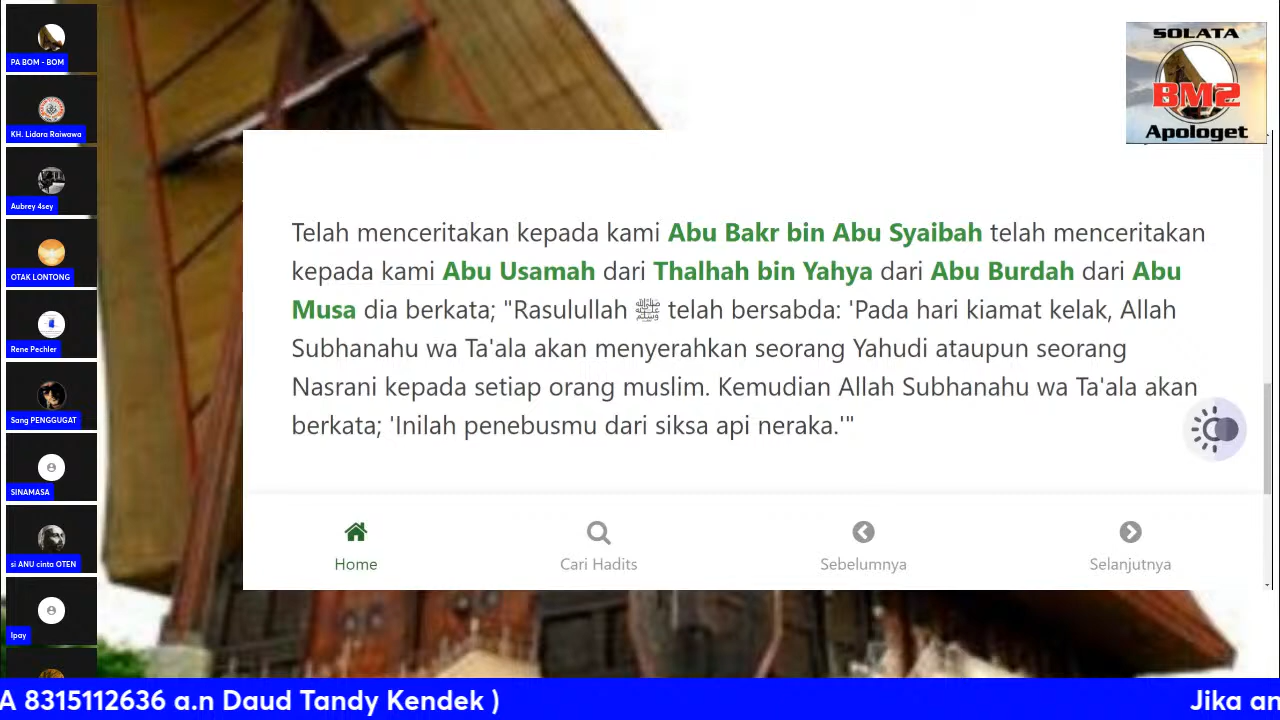 PA BOM - BOM
KH. Lidara Raiwawa
Aubrey 4sey
OTAK LONTONG
Rene Pechler
Sang PENGGUGAT
SINAMASA
si ANU cinta OTEN
Ipay
SOLATA
BM2
Apologet
Telah menceritakan kepada kami Abu Bakr bin Abu Syaibah telah menceritakan
kepada kami Abu Usamah dari Thalhah bin Yahya dari Abu Burdah dari Abu
Musa dia berkata; "Rasulullah ﷺ telah bersabda: 'Pada hari kiamat kelak, Allah
Subhanahu wa Ta'ala akan menyerahkan seorang Yahudi ataupun seorang
Nasrani kepada setiap orang muslim. Kemudian Allah Subhanahu wa Ta'ala akan
berkata; 'Inilah penebusmu dari siksa api neraka.'"
Home
Cari Hadits
Sebelumnya
Selanjutnya
A 8315112636 a.n Daud Tandy Kendek )
Jika an